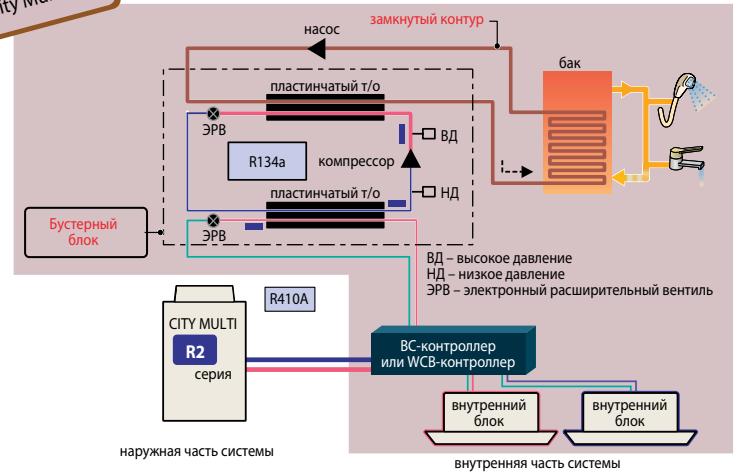 замкнутый контур
насос
бак
пластинчатый т/о
ЭРВ
ВД
R134a
компрессор
пластинчатый т/о
НД
ЭРВ
Бустерный
блок
ВД – высокое давление
НД – низкое давление
ЭРВ – электронный расширительный вентиль
R410A
CITY MULTI
R2
серия
ВС-контроллер
или WCB-контроллер
внутренний
блок
внутренний
блок
наружная часть системы
внутренняя часть системы